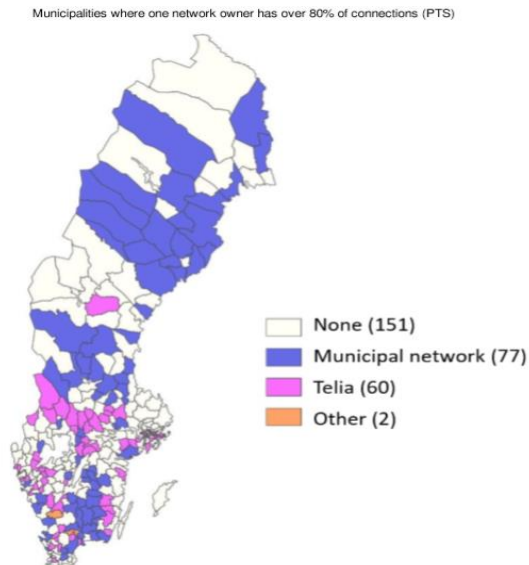 Municipalities where one network owner has over 80% of connections (PTS)
None (151)
Municipal network (77)
Telia (60)
Other (2)